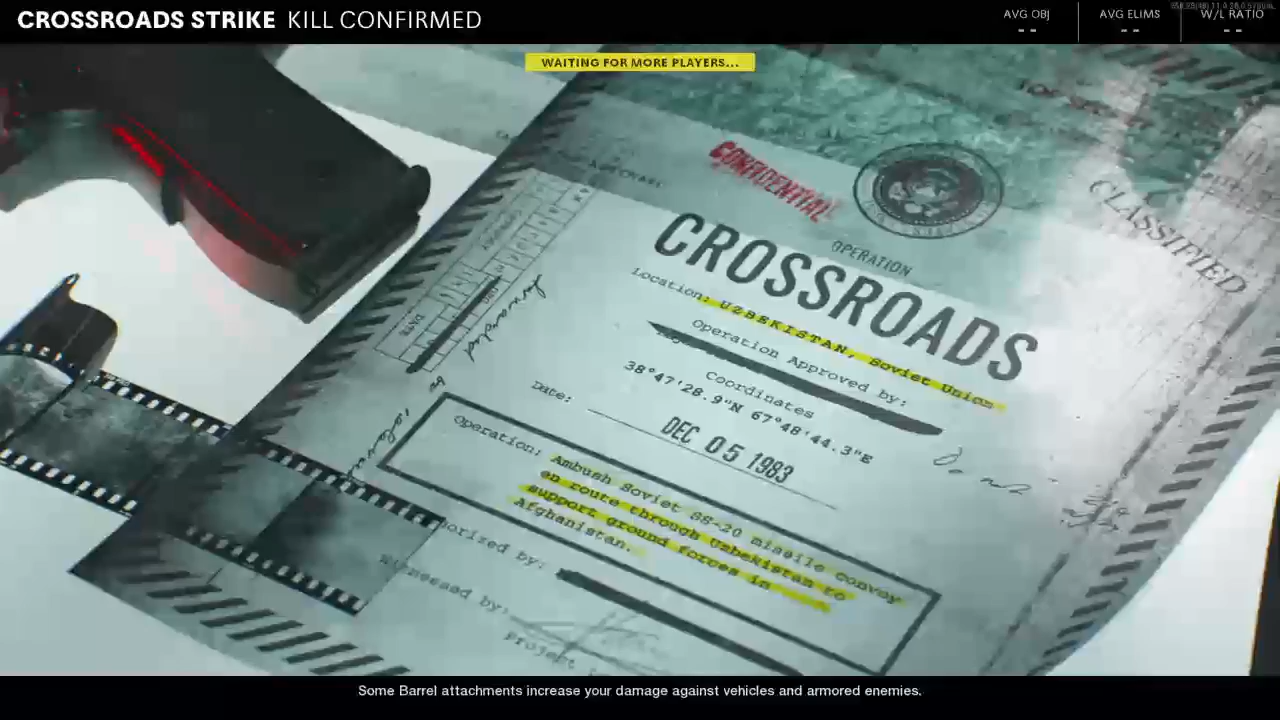 CROSSROADS STRIKE KILL CONFIRMED
AVG OBJ
--
AVG ELIMS
--
W/L RATIO
--
WAITING FOR MORE PLAYERS...
CONFIDENTIAL
CLASSIFIED
OPERATION
CROSSROADS
Location: UZBEKISTAN, Soviet Union
Operation Approved by:
Coordinates
38°47'28.9"N 67°48'44.3"E
Date:
DEC 05 1983
DATE
Operation: Ambush Soviet SS-20 missile convoy
en route through Uzbekistan to
support ground forces in
Afghanistan.
orized by:
Witnessed by:
Project
Some Barrel attachments increase your damage against vehicles and armored enemies.